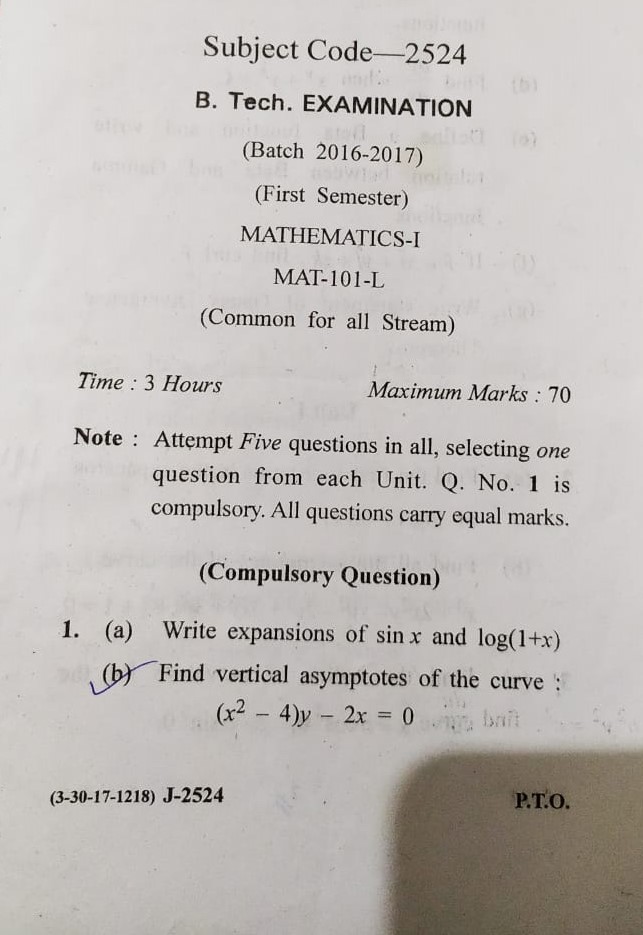 Subject Code—2524
B. Tech. EXAMINATION
(Batch 2016-2017)
(First Semester)
MATHEMATICS-I
MAT-101-L
(Common for all Stream)
Time : 3 Hours Maximum Marks : 70
Note : Attempt Five questions in all, selecting one
question from each Unit. Q. No. 1 is
compulsory. All questions carry equal marks.
(Compulsory Question)
1. (a) Write expansions of sin x and log(1+x)
(b) Find vertical asymptotes of the curve :
(x² – 4)y – 2x = 0
(3-30-17-1218) J-2524 P.T.O.